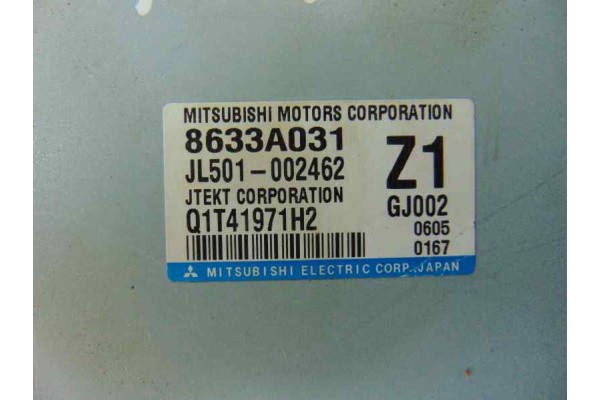 MITSUBISHI MOTORS CORPORATION
8633A031
JL501-002462
Z1
JTEKT CORPORATION
GJ002
Q1T41971H2
0605
0167
MITSUBISHI ELECTRIC CORP.JAPAN